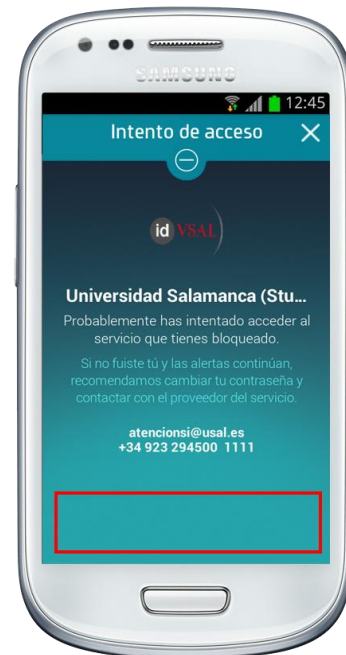 SAMSUNG
12:45
Intento de acceso
id VSAL
Universidad Salamanca (Stu...
Probablemente has intentado acceder al
servicio que tienes bloqueado.
Si no fuiste tú y las alertas continúan,
recomendamos cambiar tu contraseña y
contactar con el proveedor del servicio.
atencionsi@usal.es
+34 923 294500 1111